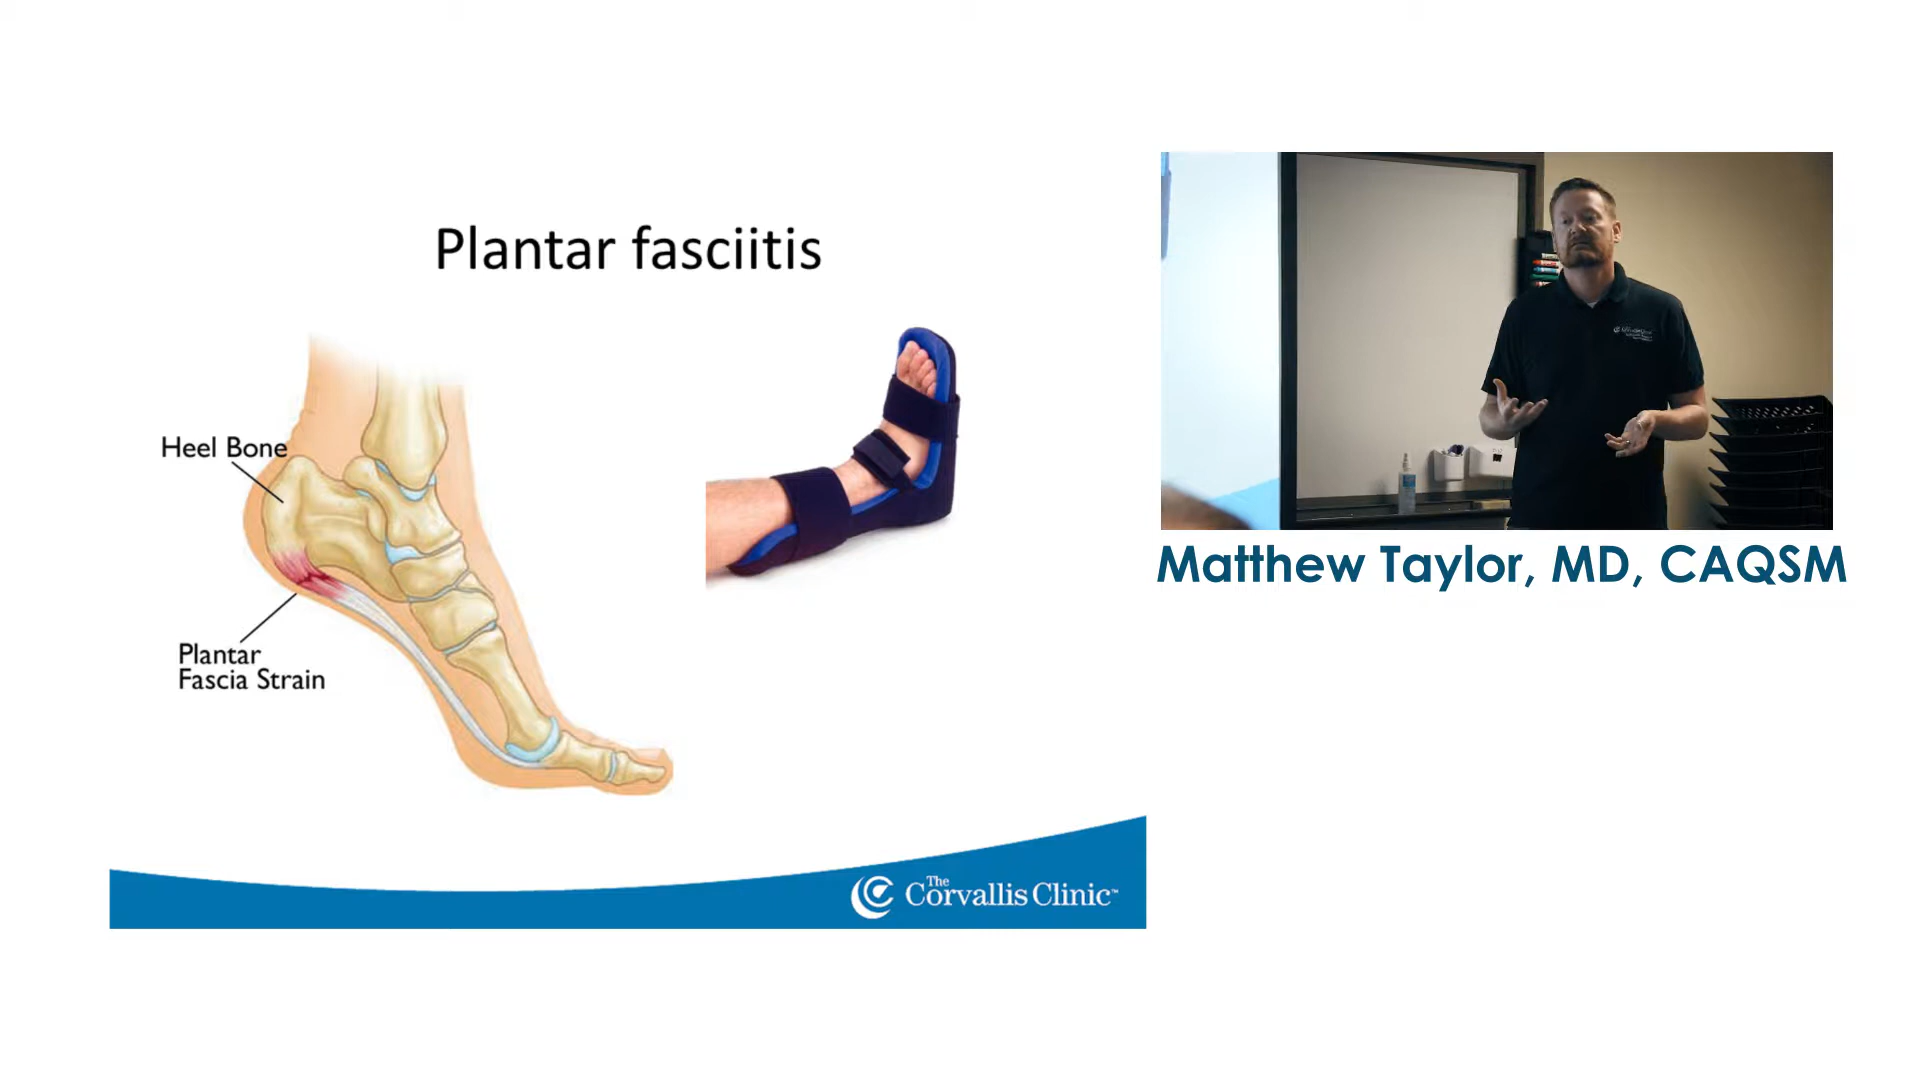 Plantar fasciitis
Heel Bone
Plantar
Fascia Strain
The
Corvallis Clinic™
Matthew Taylor, MD, CAQSM